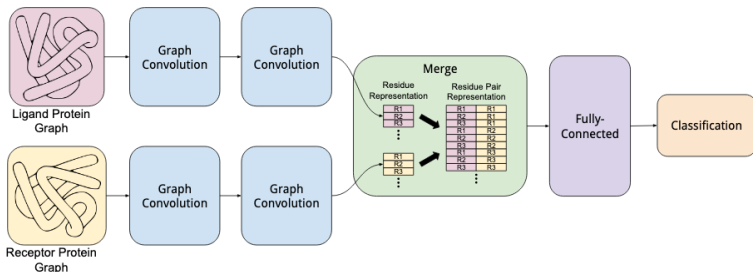 Ligand Protein
Graph
Graph
Convolution
Graph
Convolution
Receptor Protein
Graph
Graph
Convolution
Graph
Convolution
Merge
Residue
Representation
R1
R2
R3
R1
R2
R3
Residue Pair
Representation
R1 R1
R2 R1
R3 R1
R1 R2
R2 R2
R3 R2
R1 R3
R2 R3
R3 R3
Fully-
Connected
Classification